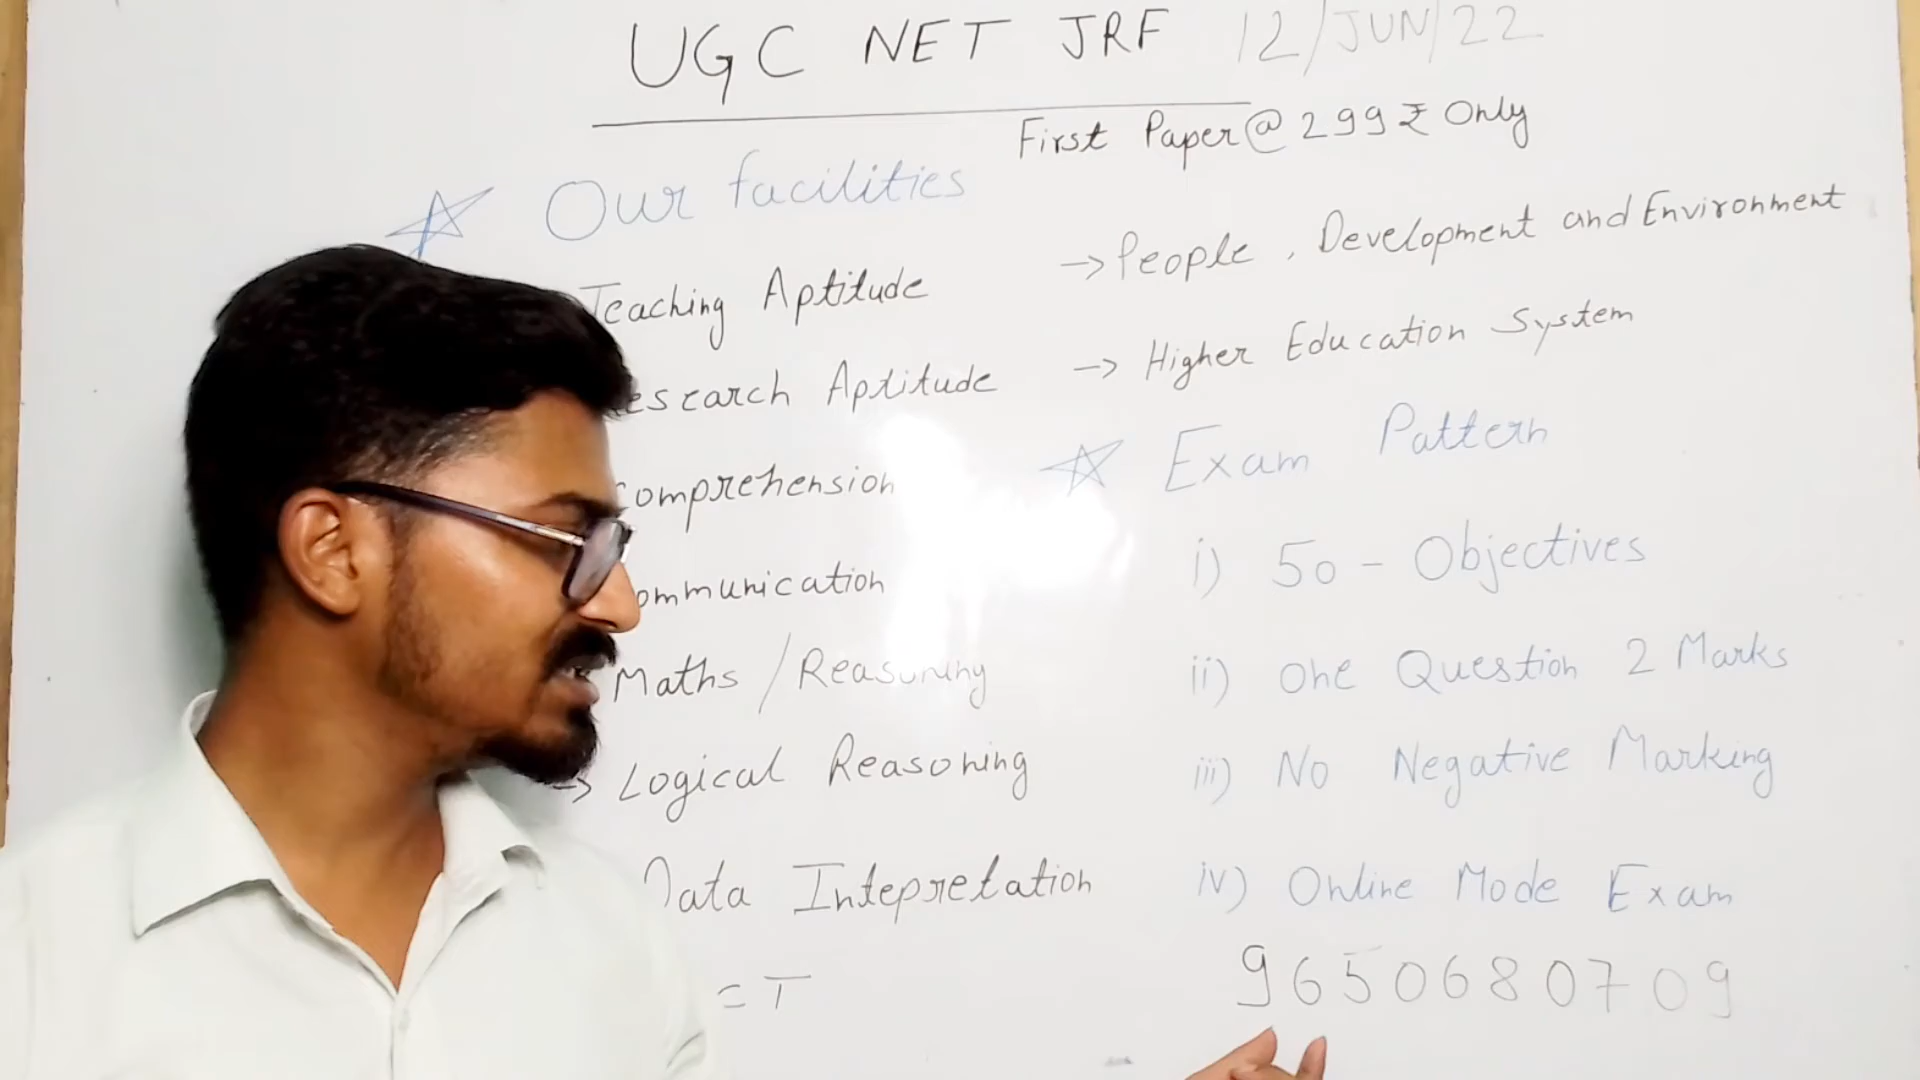 UGC NET JRF 12/JUN/22
First Paper @ 299 ₹ Only
Our facilities
Teaching Aptitude
esearch Aptitude
omprehension
ommunication
Maths / Reasuning
→ Logical Reasoning
Data Intepretation
→ People, Development and Environment
→ Higher Education System
Exam Pattern
i) 50 - Objectives
ii) One Question 2 Marks
iii) No Negative Marking
iv) Online Mode Exam
9650680709